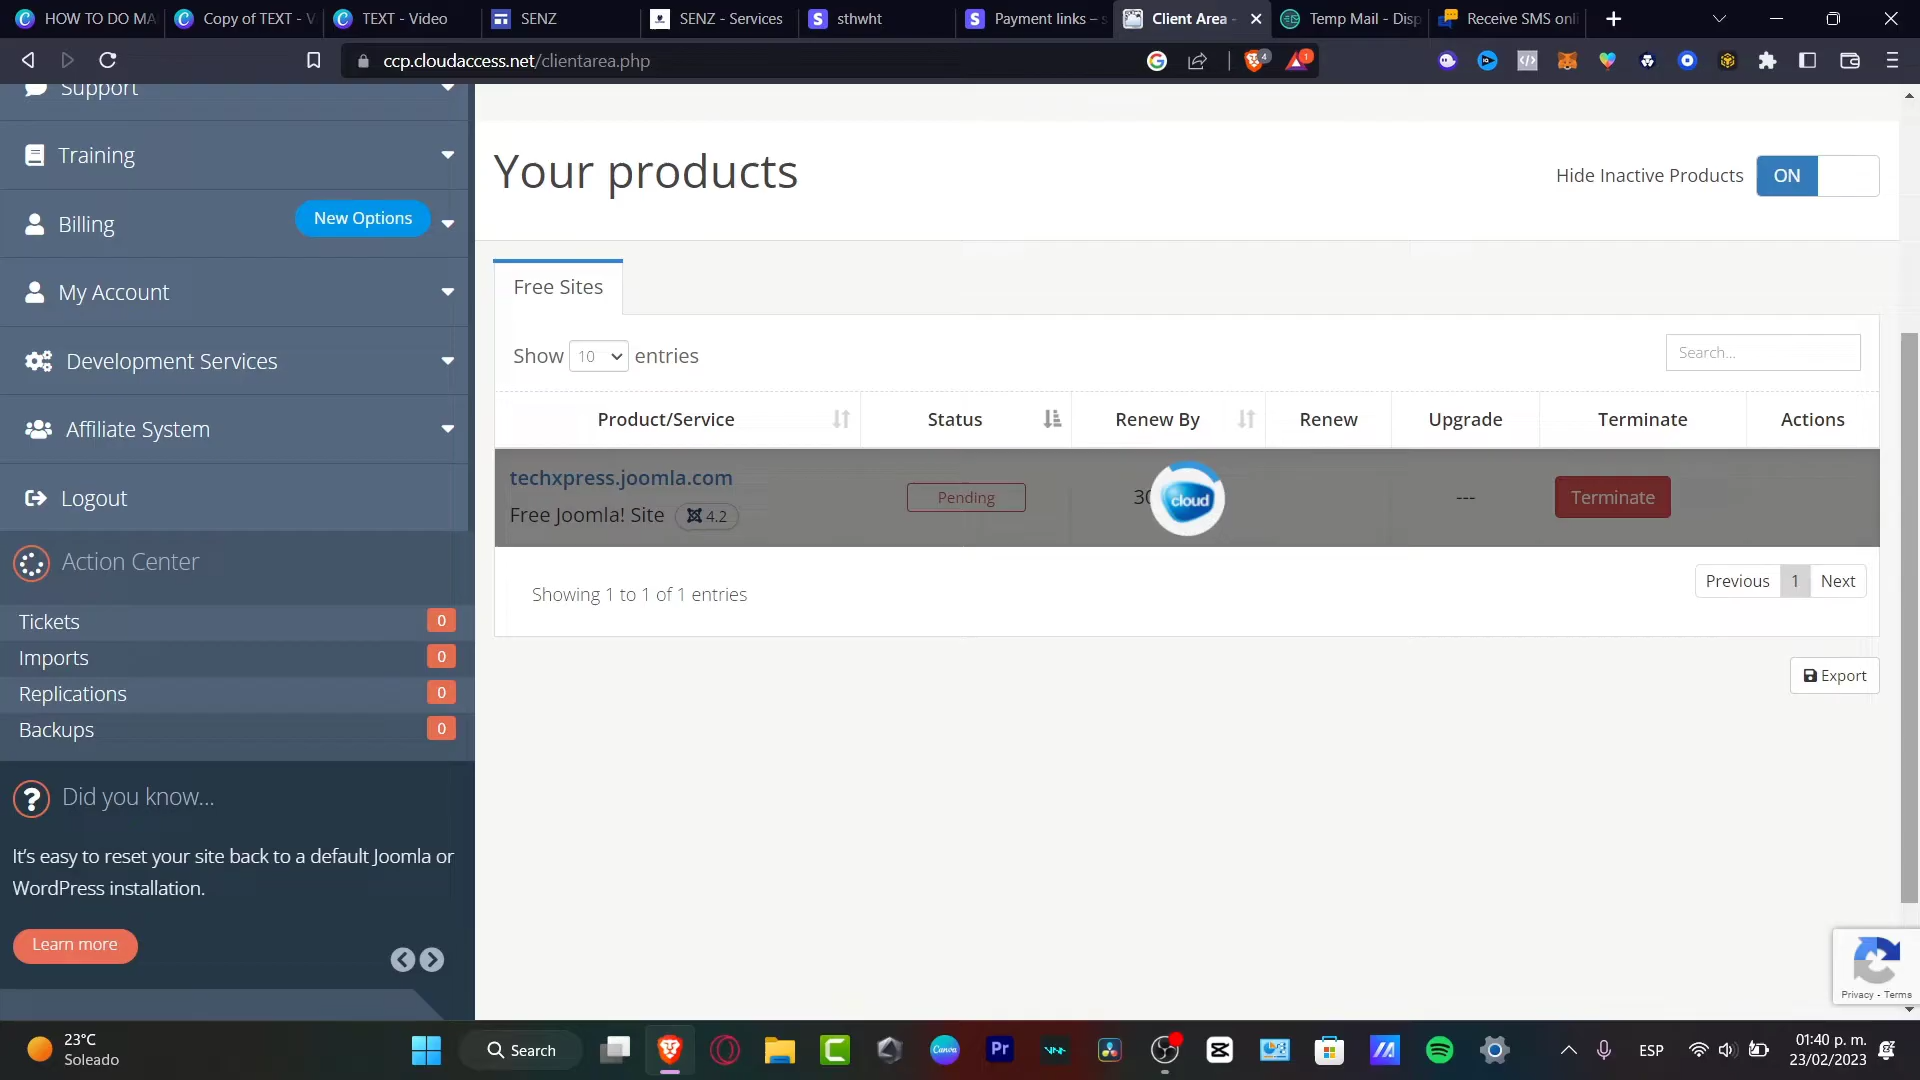 HOW TO DO MA
Copy of TEXT - V
TEXT - Video
SENZ
SENZ - Services
sthwht
Payment links – s
Client Area -
Temp Mail - Disp
Receive SMS onli
ccp.cloudaccess.net/clientarea.php
4
1
Support
Training
Billing
New Options
My Account
Development Services
Affiliate System
Logout
Action Center
Tickets 0
Imports 0
Replications 0
Backups 0
Did you know...
It's easy to reset your site back to a default Joomla or
WordPress installation.
Learn more
Your products
Hide Inactive Products ON
Free Sites
Show 10 entries
Search...
Product/Service Status Renew By Renew Upgrade Terminate Actions
techxpress.joomla.com
Free Joomla! Site 4.2
Pending
30
cloud
---
Terminate
Showing 1 to 1 of 1 entries
Previous 1 Next
Export
Privacy - Terms
23°C
Soleado
Search
Canva
Pr
ESP
01:40 p. m.
23/02/2023